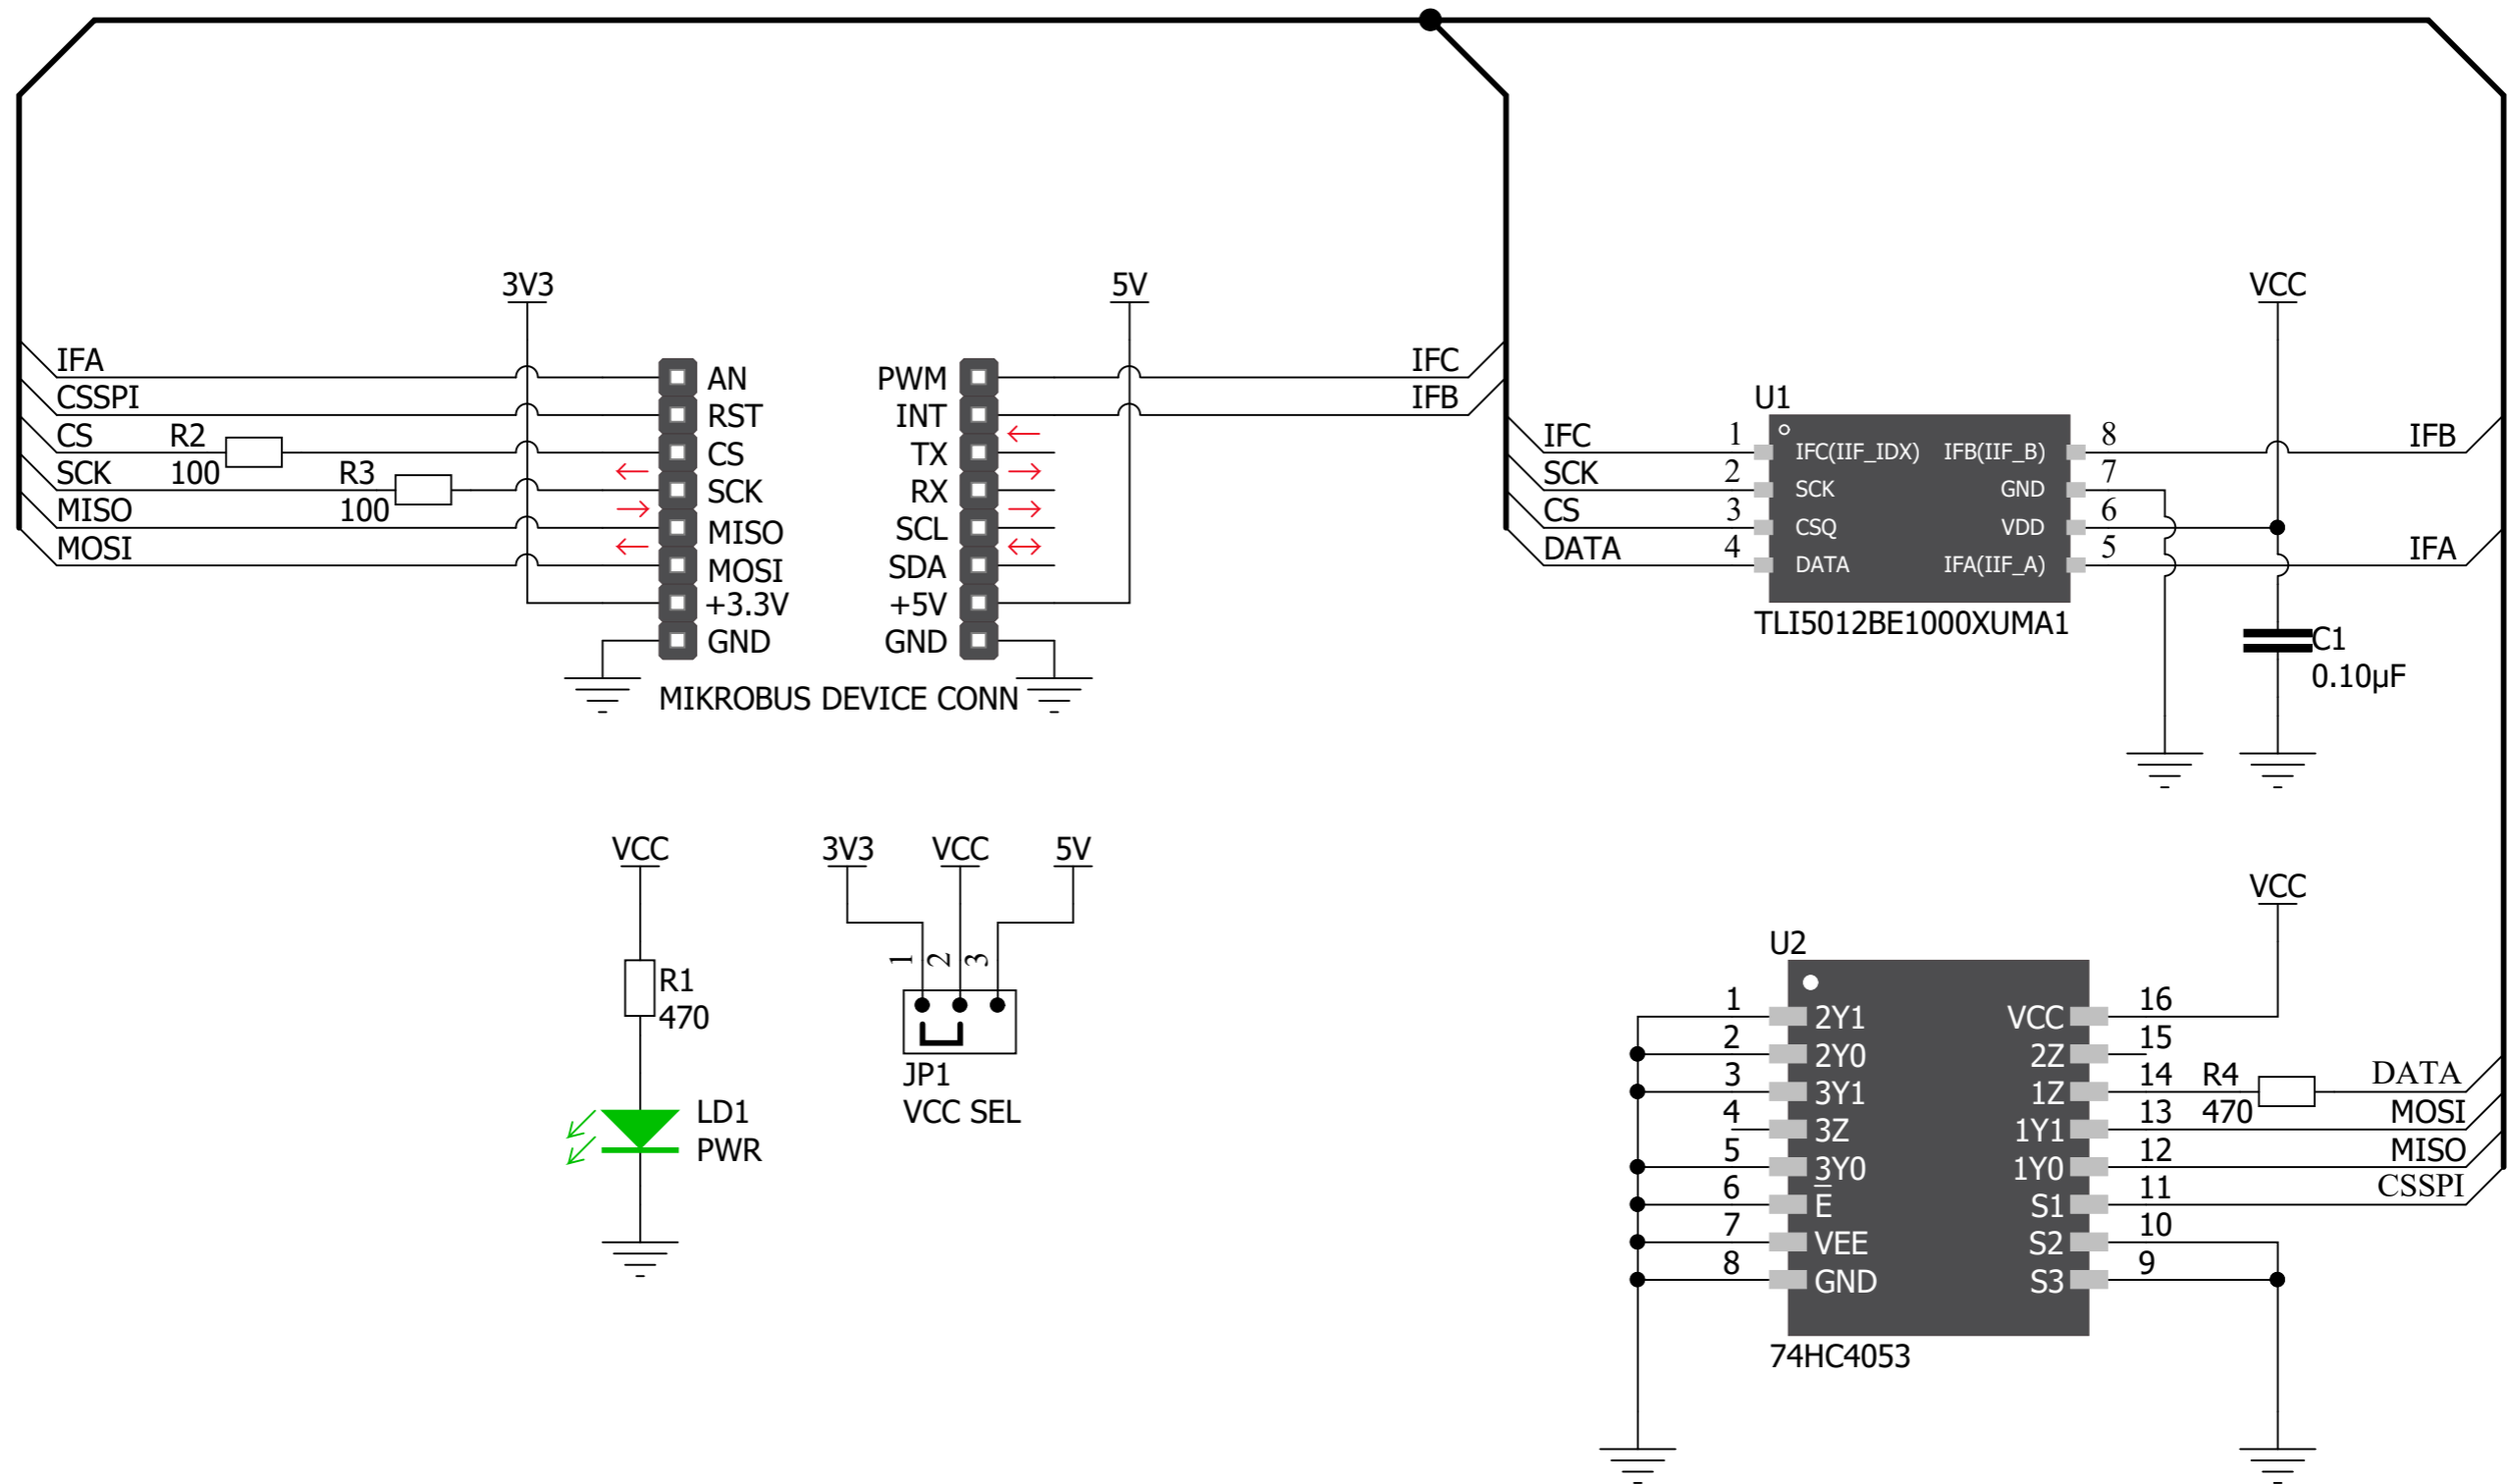 3V3
5V
IFA
CSSPI
CS
R2
100
SCK
R3
100
MISO
MOSI
AN
RST
CS
SCK
MISO
MOSI
+3.3V
GND
PWM
INT
TX
RX
SCL
SDA
+5V
GND
IFC
IFB
MIKROBUS DEVICE CONN
VCC
U1
IFC
SCK
CS
DATA
1
2
3
4
IFC(IIF_IDX)
SCK
CSQ
DATA
IFB(IIF_B)
GND
VDD
IFA(IIF_A)
8
7
6
5
IFB
IFA
TLI5012BE1000XUMA1
C1
0.10µF
VCC
R1
470
LD1
PWR
3V3
VCC
5V
1
2
3
JP1
VCC SEL
VCC
U2
1
2
3
4
5
6
7
8
2Y1
2Y0
3Y1
3Z
3Y0
E
VEE
GND
VCC
2Z
1Z
1Y1
1Y0
S1
S2
S3
16
15
14
13
12
11
10
9
R4
470
DATA
MOSI
MISO
CSSPI
74HC4053